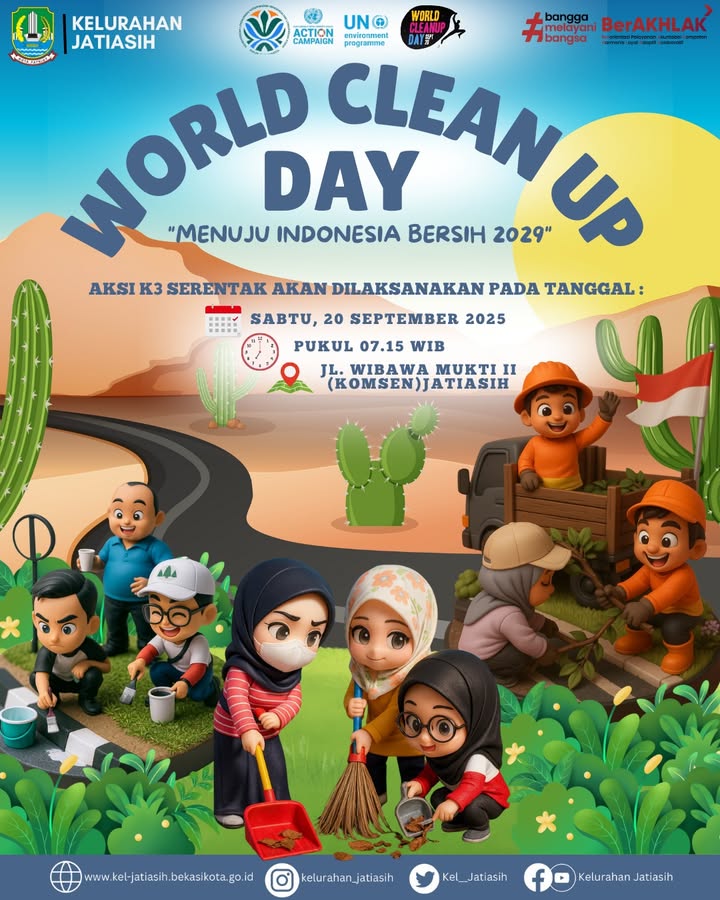 KELURAHAN
JATIASIH
ACTION
CAMPAIGN
UN
environment
programme
WORLD
CLEANUP
DAY
#bangga
melayani
bangsa
BerAKHLAK
WORLD CLEAN UP
DAY
"MENUJU INDONESIA BERSIH 2029"
AKSI K3 SERENTAK AKAN DILAKSANAKAN PADA TANGGAL :
SABTU, 20 SEPTEMBER 2025
PUKUL 07.15 WIB
JL. WIBAWA MUKTI II
(KOMSEN)JATIASIH
www.kel-jatiasih.bekasikota.go.id
kelurahan_jatiasih
Kel__Jatiasih
Kelurahan Jatiasih